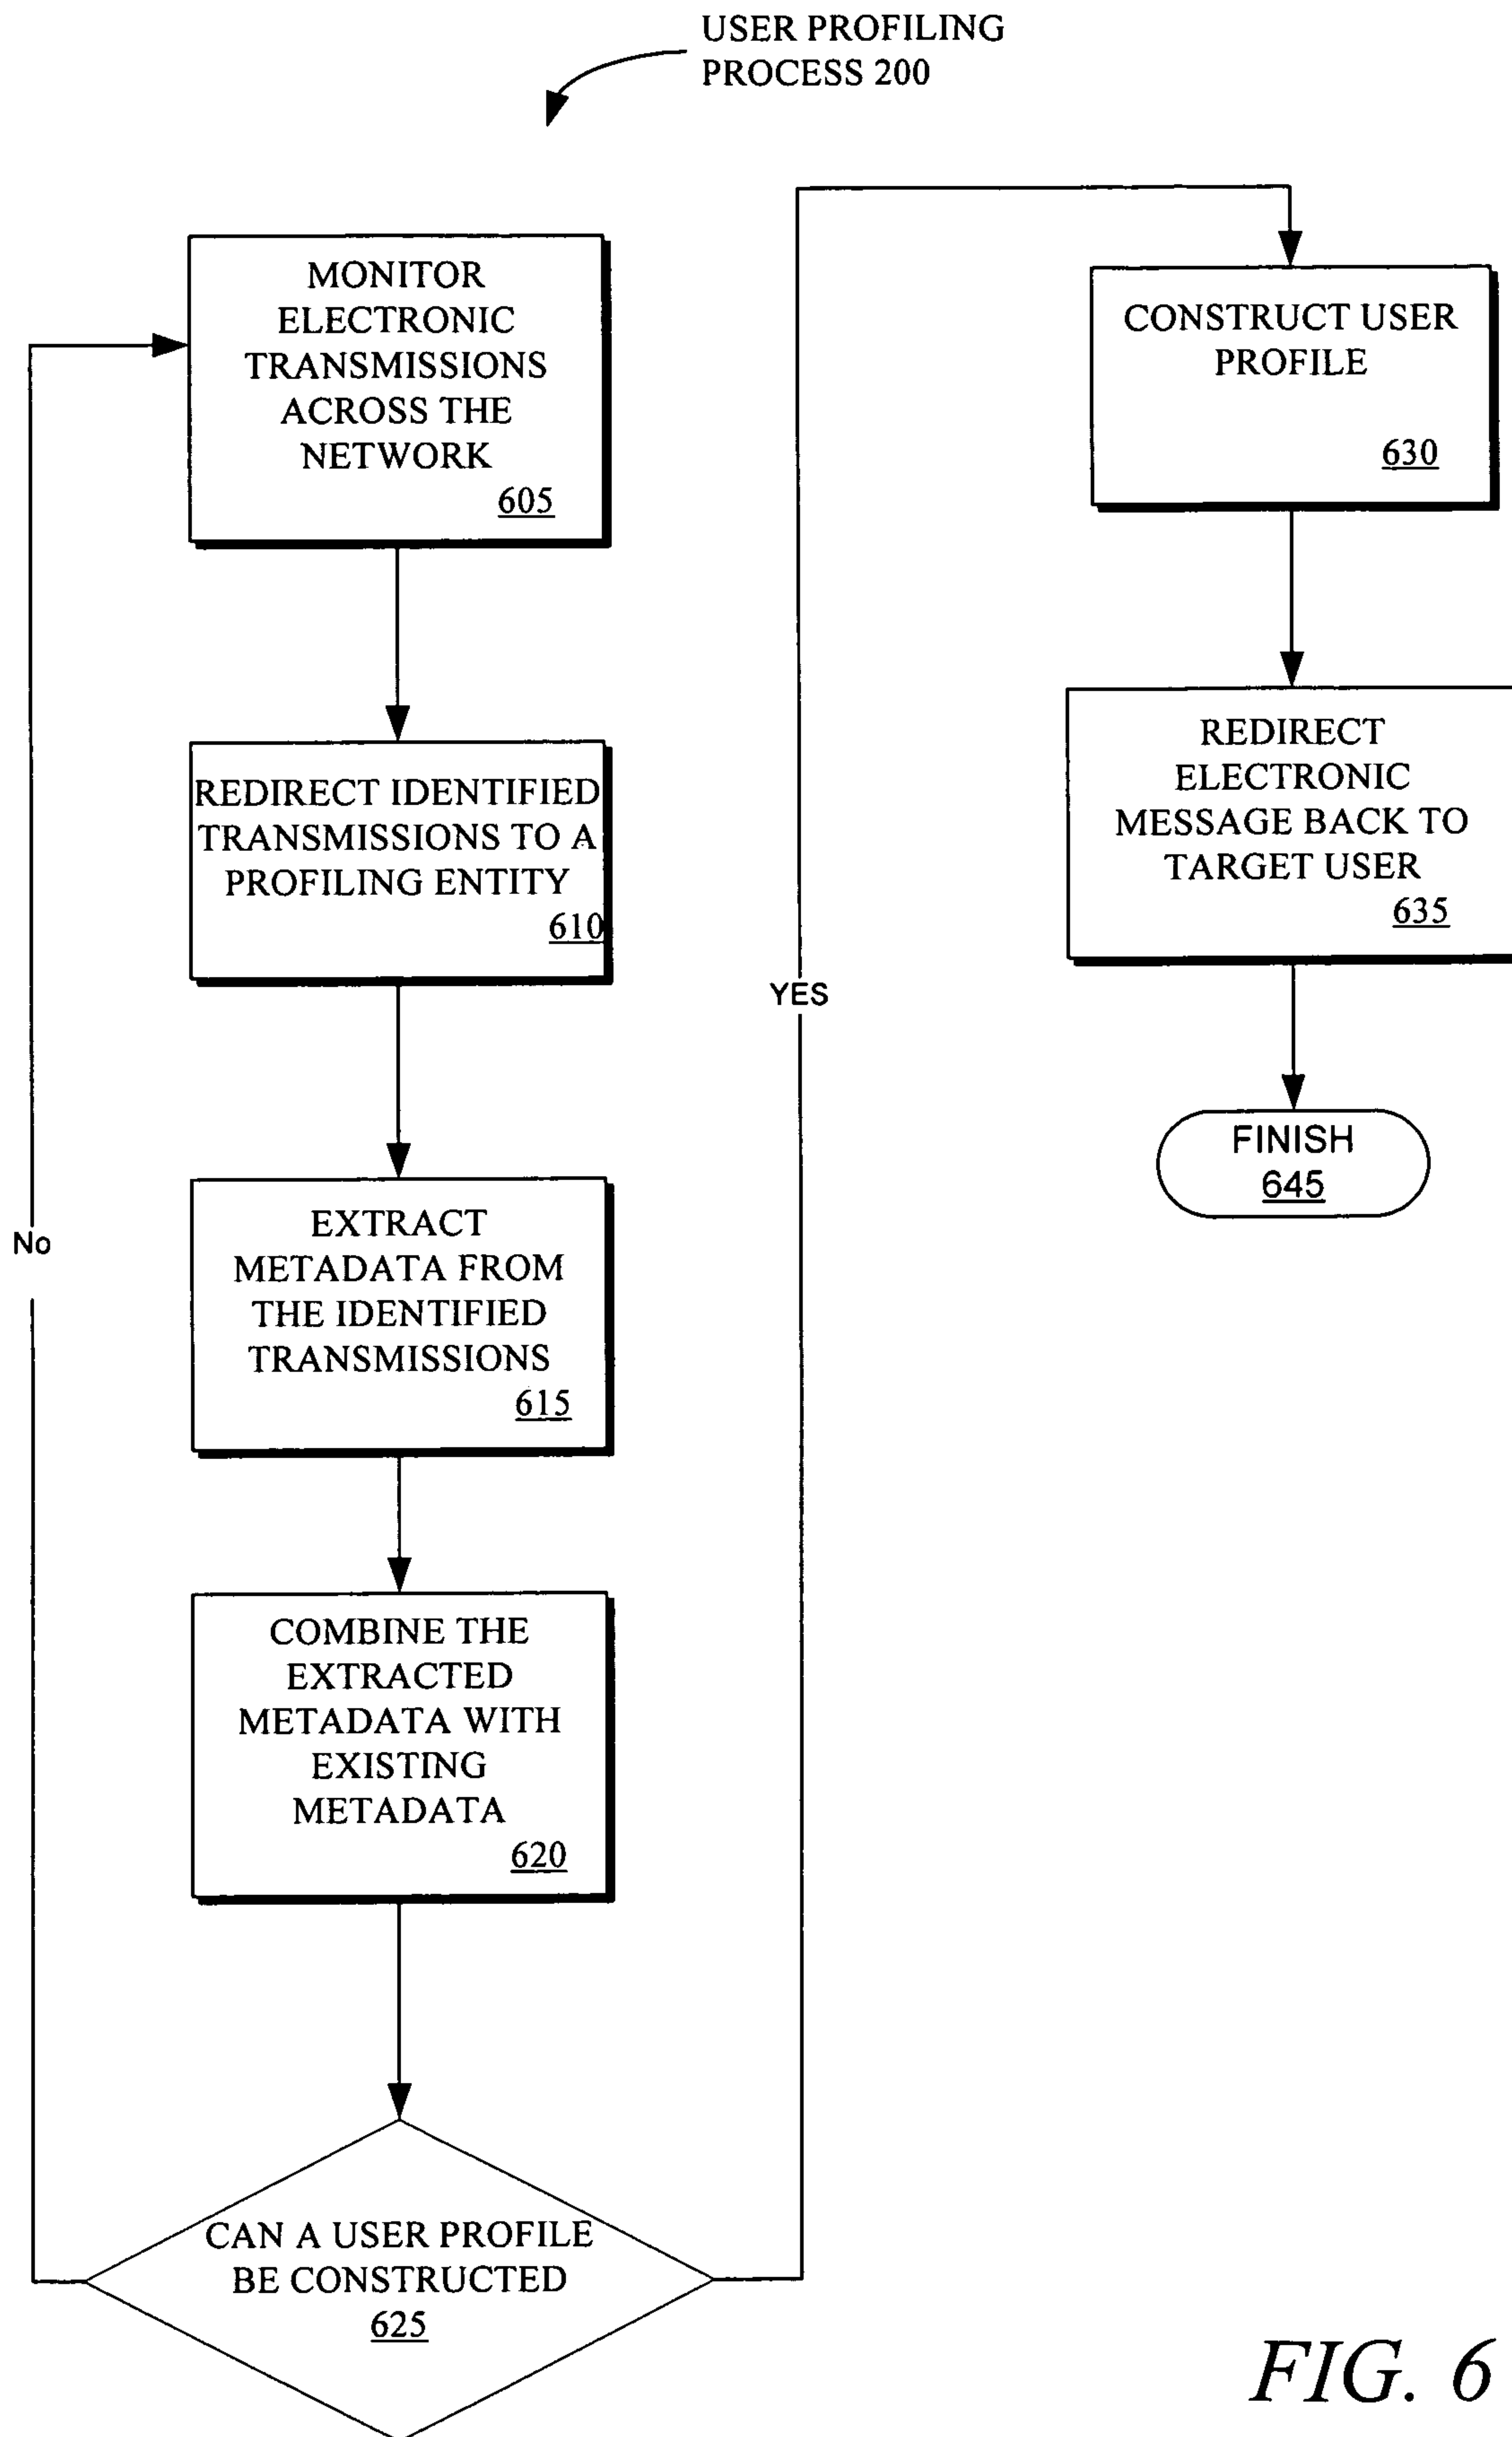 USER PROFILING
PROCESS 200
MONITOR
ELECTRONIC
TRANSMISSIONS
ACROSS THE
NETWORK
605
REDIRECT IDENTIFIED
TRANSMISSIONS TO A
PROFILING ENTITY
610
EXTRACT
METADATA FROM
THE IDENTIFIED
TRANSMISSIONS
615
COMBINE THE
EXTRACTED
METADATA WITH
EXISTING
METADATA
620
CAN A USER PROFILE
BE CONSTRUCTED
625
No
YES
CONSTRUCT USER
PROFILE
630
REDIRECT
ELECTRONIC
MESSAGE BACK TO
TARGET USER
635
FINISH
645
FIG. 6